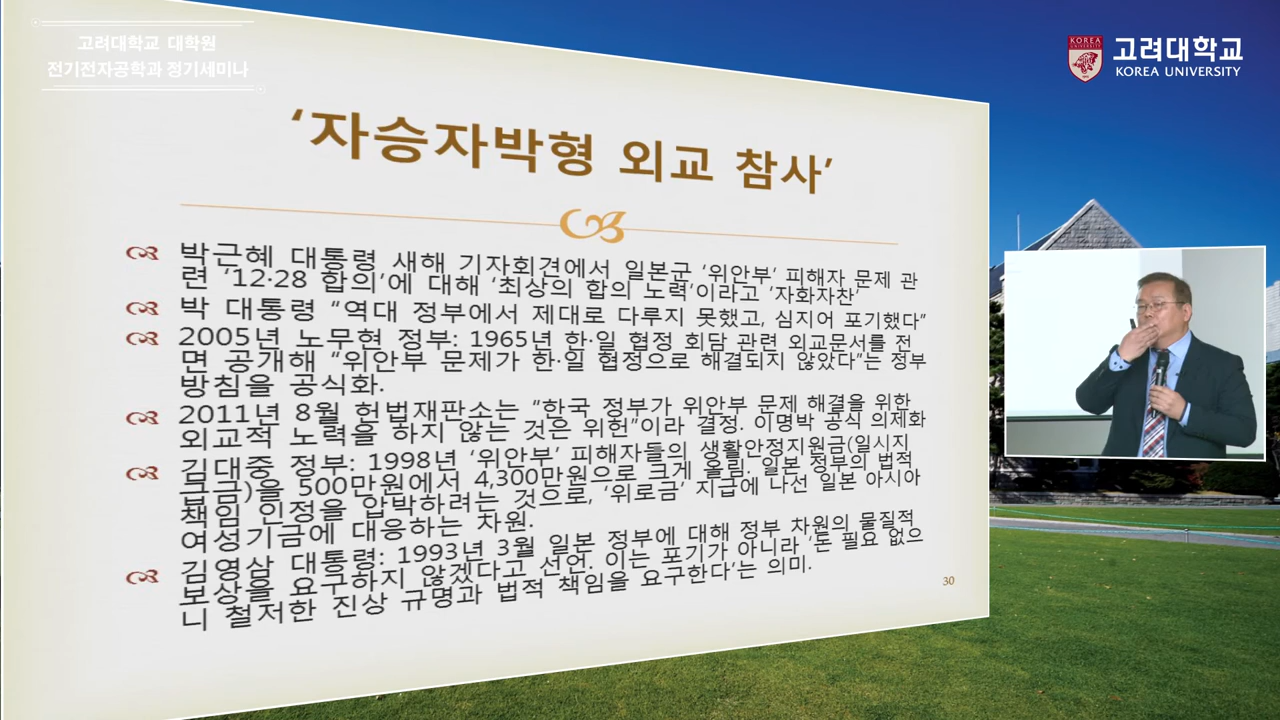 고려대학교 대학원
전기전자공학과 정기세미나
KOREA
고려대학교
KOREA UNIVERSITY
‘자승자박형 외교 참사’
박근혜 대통령 새해 기자회견에서 일본군 ‘위안부’ 피해자 문제 관
련 ‘12·28 합의’에 대해 ‘최상의 합의 노력’이라고 ‘자화자찬’
박 대통령 “역대 정부에서 제대로 다루지 못했고, 심지어 포기했다”
2005년 노무현 정부: 1965년 한·일 협정 회담 관련 외교문서를 전
면 공개해 “위안부 문제가 한·일 협정으로 해결되지 않았다”는 정부
방침을 공식화.
2011년 8월 헌법재판소는 “한국 정부가 위안부 문제 해결을 위한
외교적 노력을 하지 않는 것은 위헌”이라 결정. 이명박 공식 의제화
김대중 정부: 1998년 ‘위안부’ 피해자들의 생활안정지원금(일시지
급금)을 500만원에서 4,300만원으로 크게 올림. 일본 정부의 법적
책임 인정을 압박하려는 것으로, ‘위로금’ 지급에 나선 일본 아시아
여성기금에 대응하는 차원.
김영삼 대통령: 1993년 3월 일본 정부에 대해 정부 차원의 물질적
보상을 요구하지 않겠다고 선언. 이는 포기가 아니라 ‘돈 필요 없으
니 철저한 진상 규명과 법적 책임을 요구한다’는 의미.
30